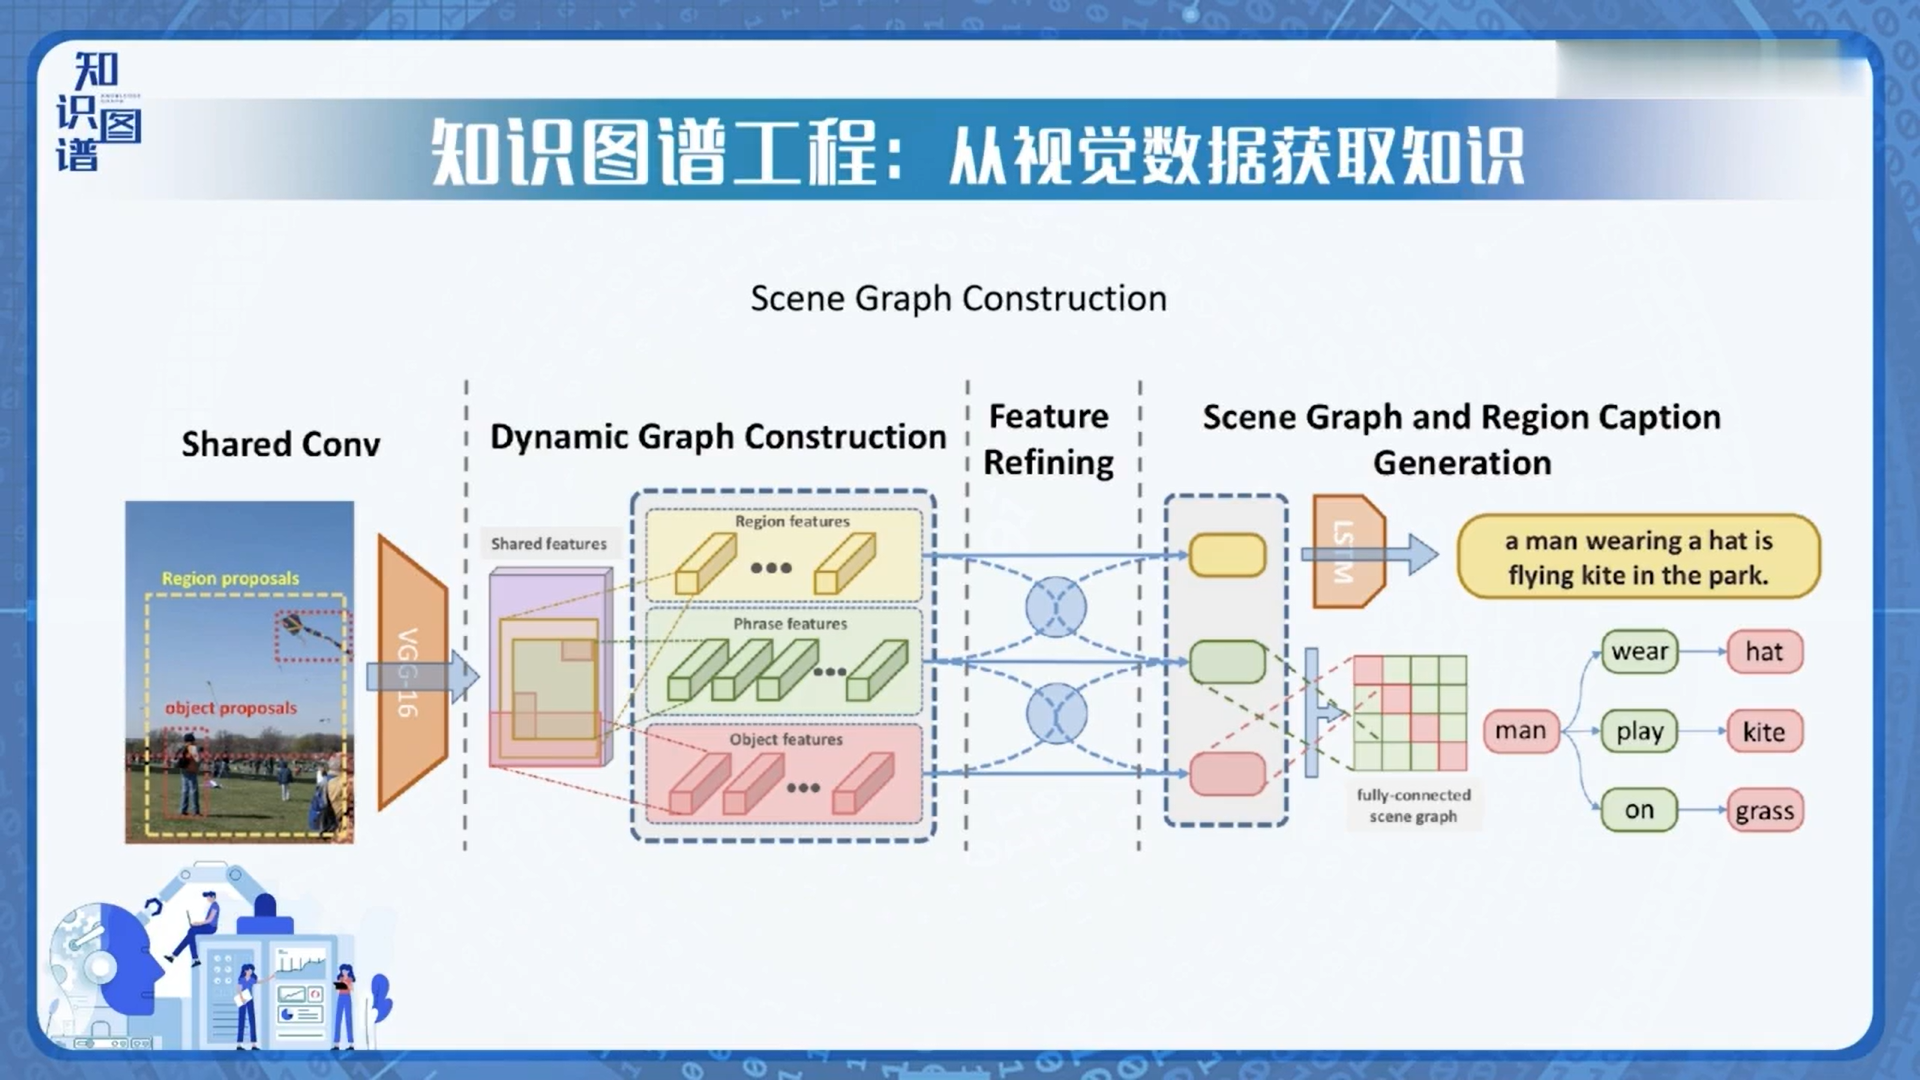 知
识图
谱
知识图谱工程：从视觉数据获取知识
Scene Graph Construction
Shared Conv
Dynamic Graph Construction
Feature
Refining
Scene Graph and Region Caption
Generation
Region proposals
object proposals
VGG-16
Shared features
Region features
Phrase features
Object features
LSTM
a man wearing a hat is
flying kite in the park.
fully-connected
scene graph
man
wear
hat
play
kite
on
grass